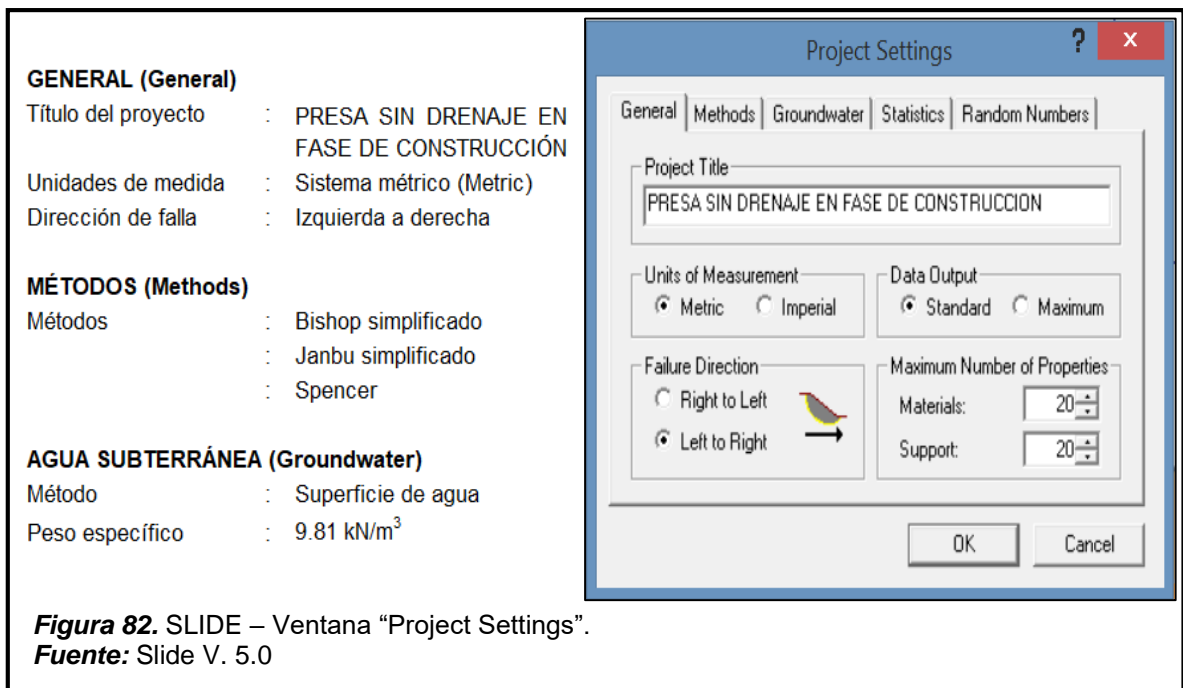 GENERAL (General)
Título del proyecto : PRESA SIN DRENAJE EN
FASE DE CONSTRUCCIÓN
Unidades de medida : Sistema métrico (Metric)
Dirección de falla : Izquierda a derecha
MÉTODOS (Methods)
Métodos : Bishop simplificado
: Janbu simplificado
: Spencer
AGUA SUBTERRÁNEA (Groundwater)
Método : Superficie de agua
Peso específico : 9.81 kN/m³
Project Settings ? x
General Methods Groundwater Statistics Random Numbers
Project Title
PRESA SIN DRENAJE EN FASE DE CONSTRUCCION
Units of Measurement
Metric Imperial
Data Output
Standard Maximum
Failure Direction
Right to Left
Left to Right
Maximum Number of Properties
Materials: 20
Support: 20
OK Cancel
Figura 82. SLIDE – Ventana “Project Settings”.
Fuente: Slide V. 5.0